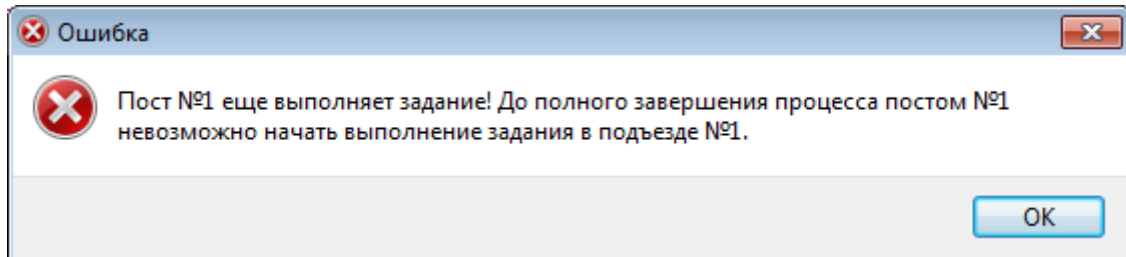 Ошибка
Пост №1 еще выполняет задание! До полного завершения процесса постом №1
невозможно начать выполнение задания в подъезде №1.
OK